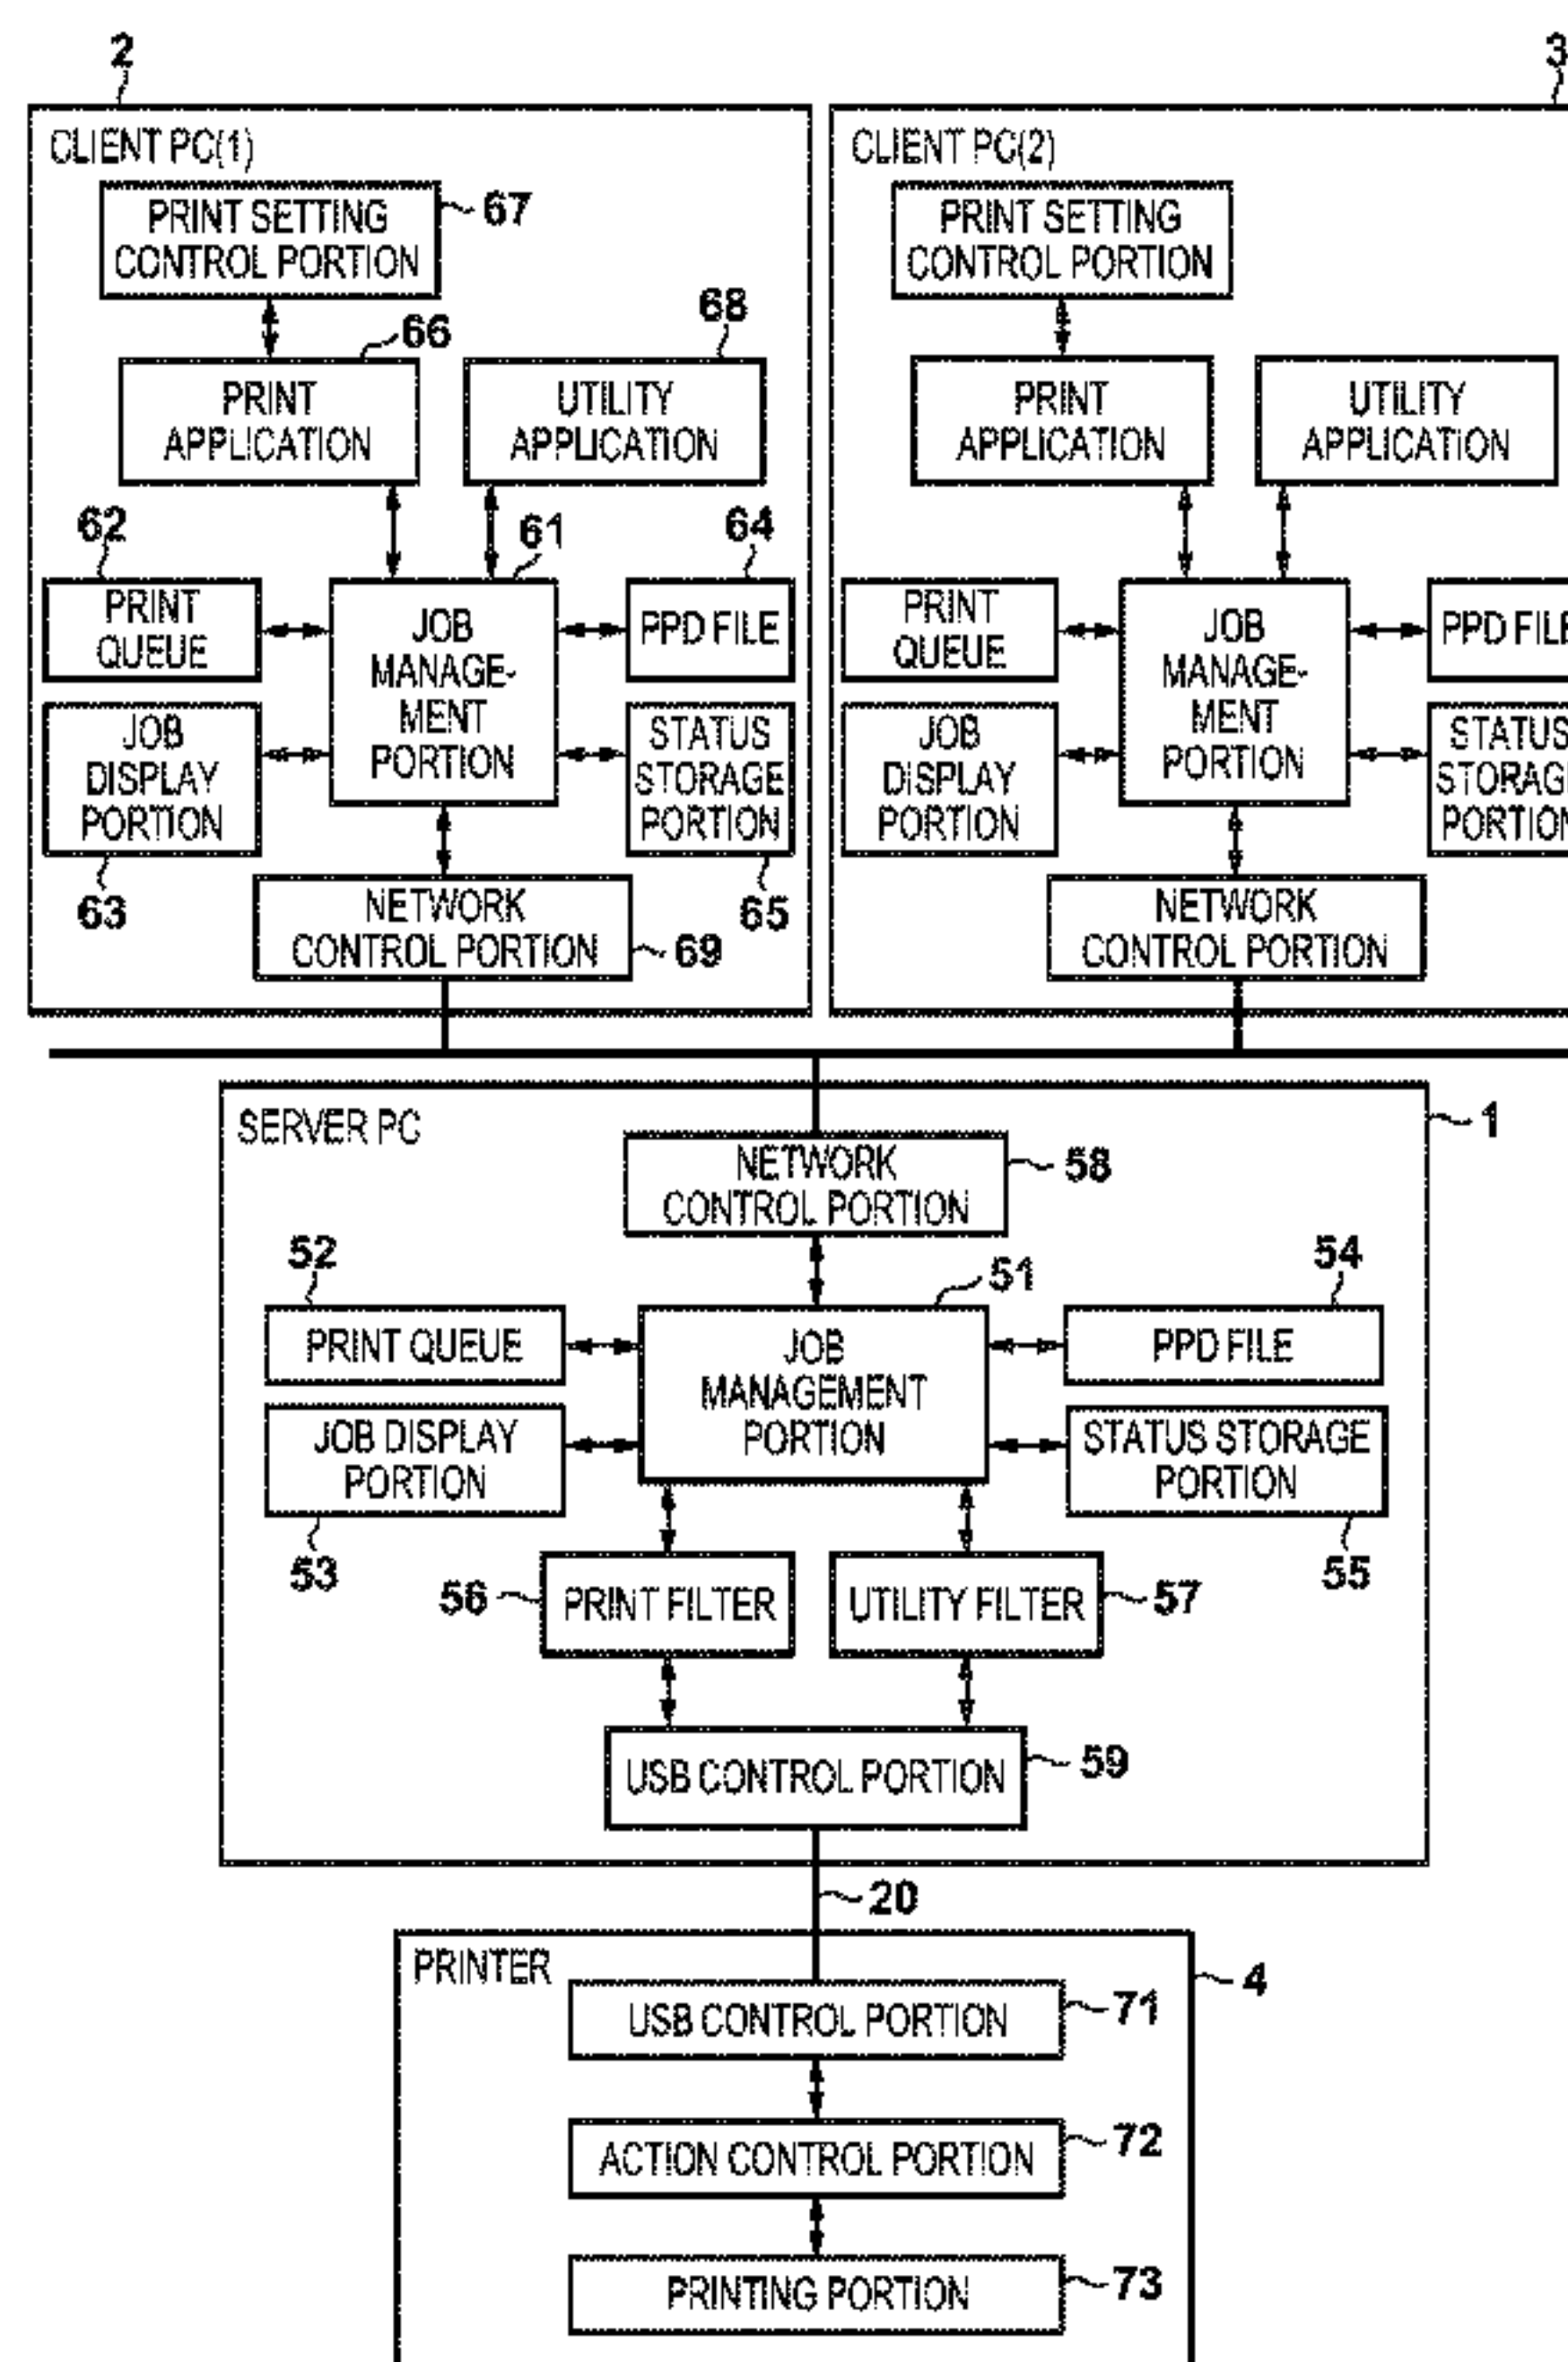 2
3
CLIENT PC(1)
PRINT SETTING
CONTROL PORTION
67
66
68
PRINT
APPLICATION
UTILITY
APPLICATION
62
61
64
PRINT
QUEUE
JOB
MANAGE-
MENT
PORTION
PPD FILE
JOB
DISPLAY
PORTION
STATUS
STORAGE
PORTION
63
65
NETWORK
CONTROL PORTION
69
CLIENT PC(2)
PRINT SETTING
CONTROL PORTION
PRINT
APPLICATION
UTILITY
APPLICATION
PRINT
QUEUE
JOB
MANAGE-
MENT
PORTION
PPD FILE
JOB
DISPLAY
PORTION
STATUS
STORAGE
PORTION
NETWORK
CONTROL PORTION
SERVER PC
1
NETWORK
CONTROL PORTION
58
52
51
54
PRINT QUEUE
JOB
MANAGEMENT
PORTION
PPD FILE
JOB DISPLAY
PORTION
STATUS STORAGE
PORTION
53
55
56
PRINT FILTER
UTILITY FILTER
57
USB CONTROL PORTION
59
20
PRINTER
4
USB CONTROL PORTION
71
ACTION CONTROL PORTION
72
PRINTING PORTION
73